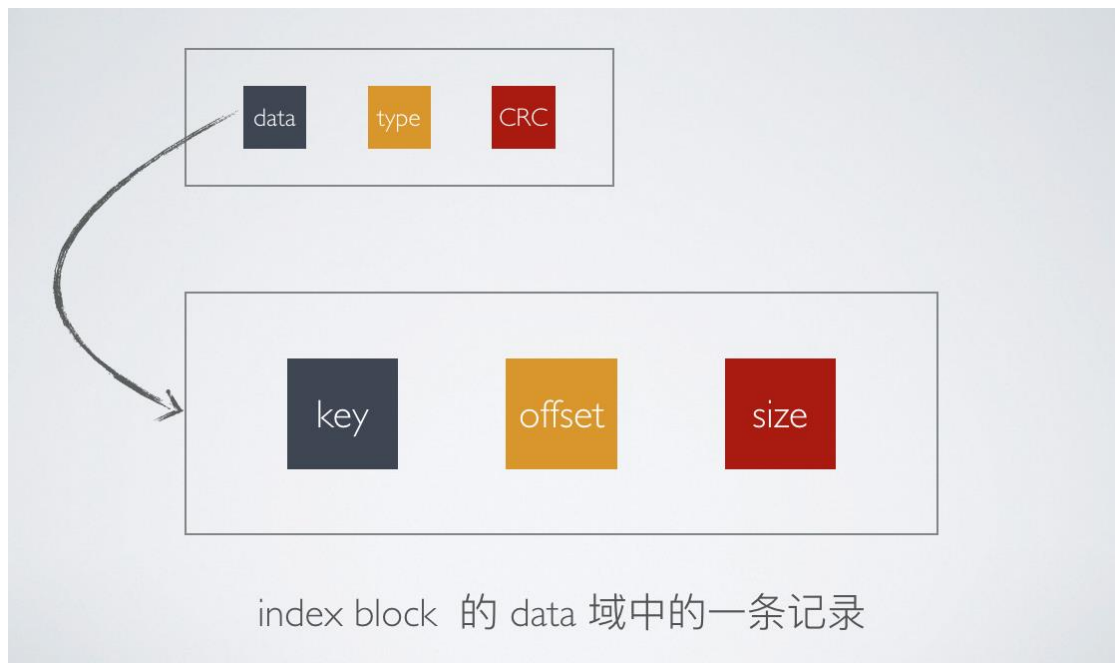 data type CRC
key offset size
index block 的 data 域中的一条记录